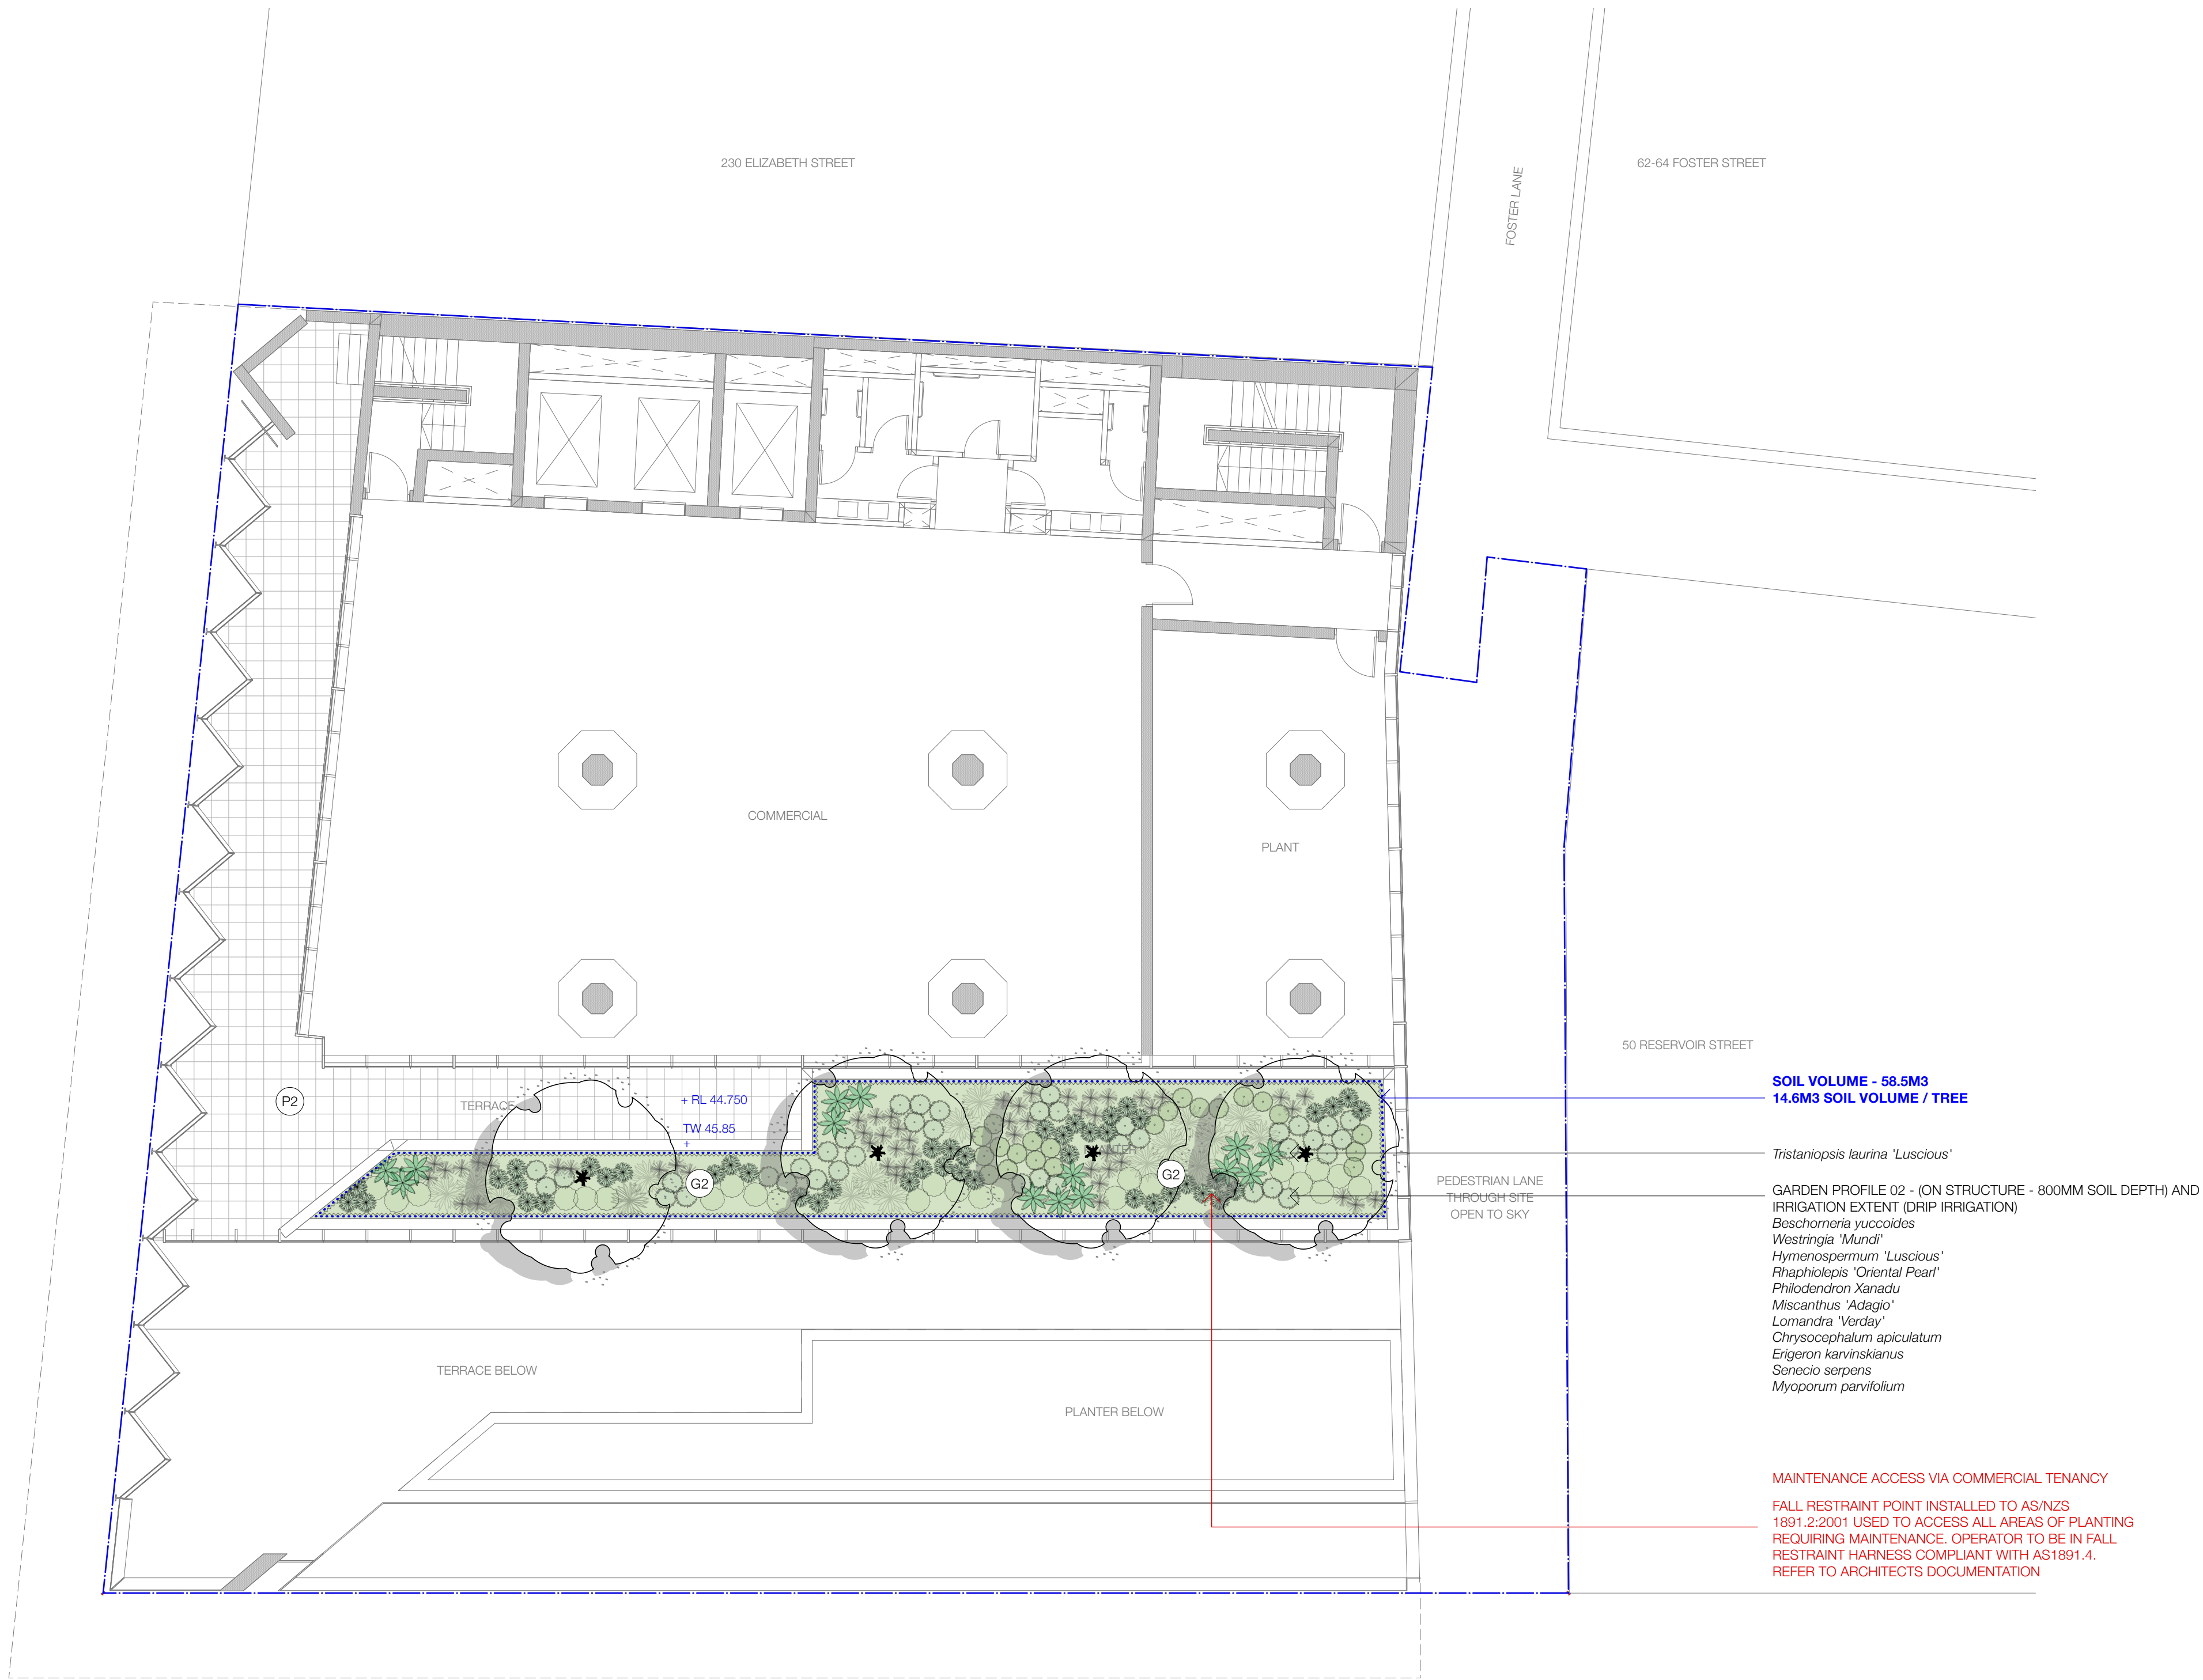 230 ELIZABETH STREET
62-64 FOSTER STREET
FOSTER LANE
COMMERCIAL
PLANT
50 RESERVOIR STREET
P2
TERRACE
+ RL 44.750
TW 45.85
+
G2
G2
PEDESTRIAN LANE
THROUGH SITE
OPEN TO SKY
SOIL VOLUME - 58.5M3
14.6M3 SOIL VOLUME / TREE
Tristaniopsis laurina 'Luscious'
GARDEN PROFILE 02 - (ON STRUCTURE - 800MM SOIL DEPTH) AND
IRRIGATION EXTENT (DRIP IRRIGATION)
Beschorneria yuccoides
Westringia 'Mundi'
Hymenospermum 'Luscious'
Rhaphiolepis 'Oriental Pearl'
Philodendron Xanadu
Miscanthus 'Adagio'
Lomandra 'Verday'
Chrysocephalum apiculatum
Erigeron karvinskianus
Senecio serpens
Myoporum parvifolium
TERRACE BELOW
PLANTER BELOW
MAINTENANCE ACCESS VIA COMMERCIAL TENANCY
FALL RESTRAINT POINT INSTALLED TO AS/NZS
1891.2:2001 USED TO ACCESS ALL AREAS OF PLANTING
REQUIRING MAINTENANCE. OPERATOR TO BE IN FALL
RESTRAINT HARNESS COMPLIANT WITH AS1891.4.
REFER TO ARCHITECTS DOCUMENTATION